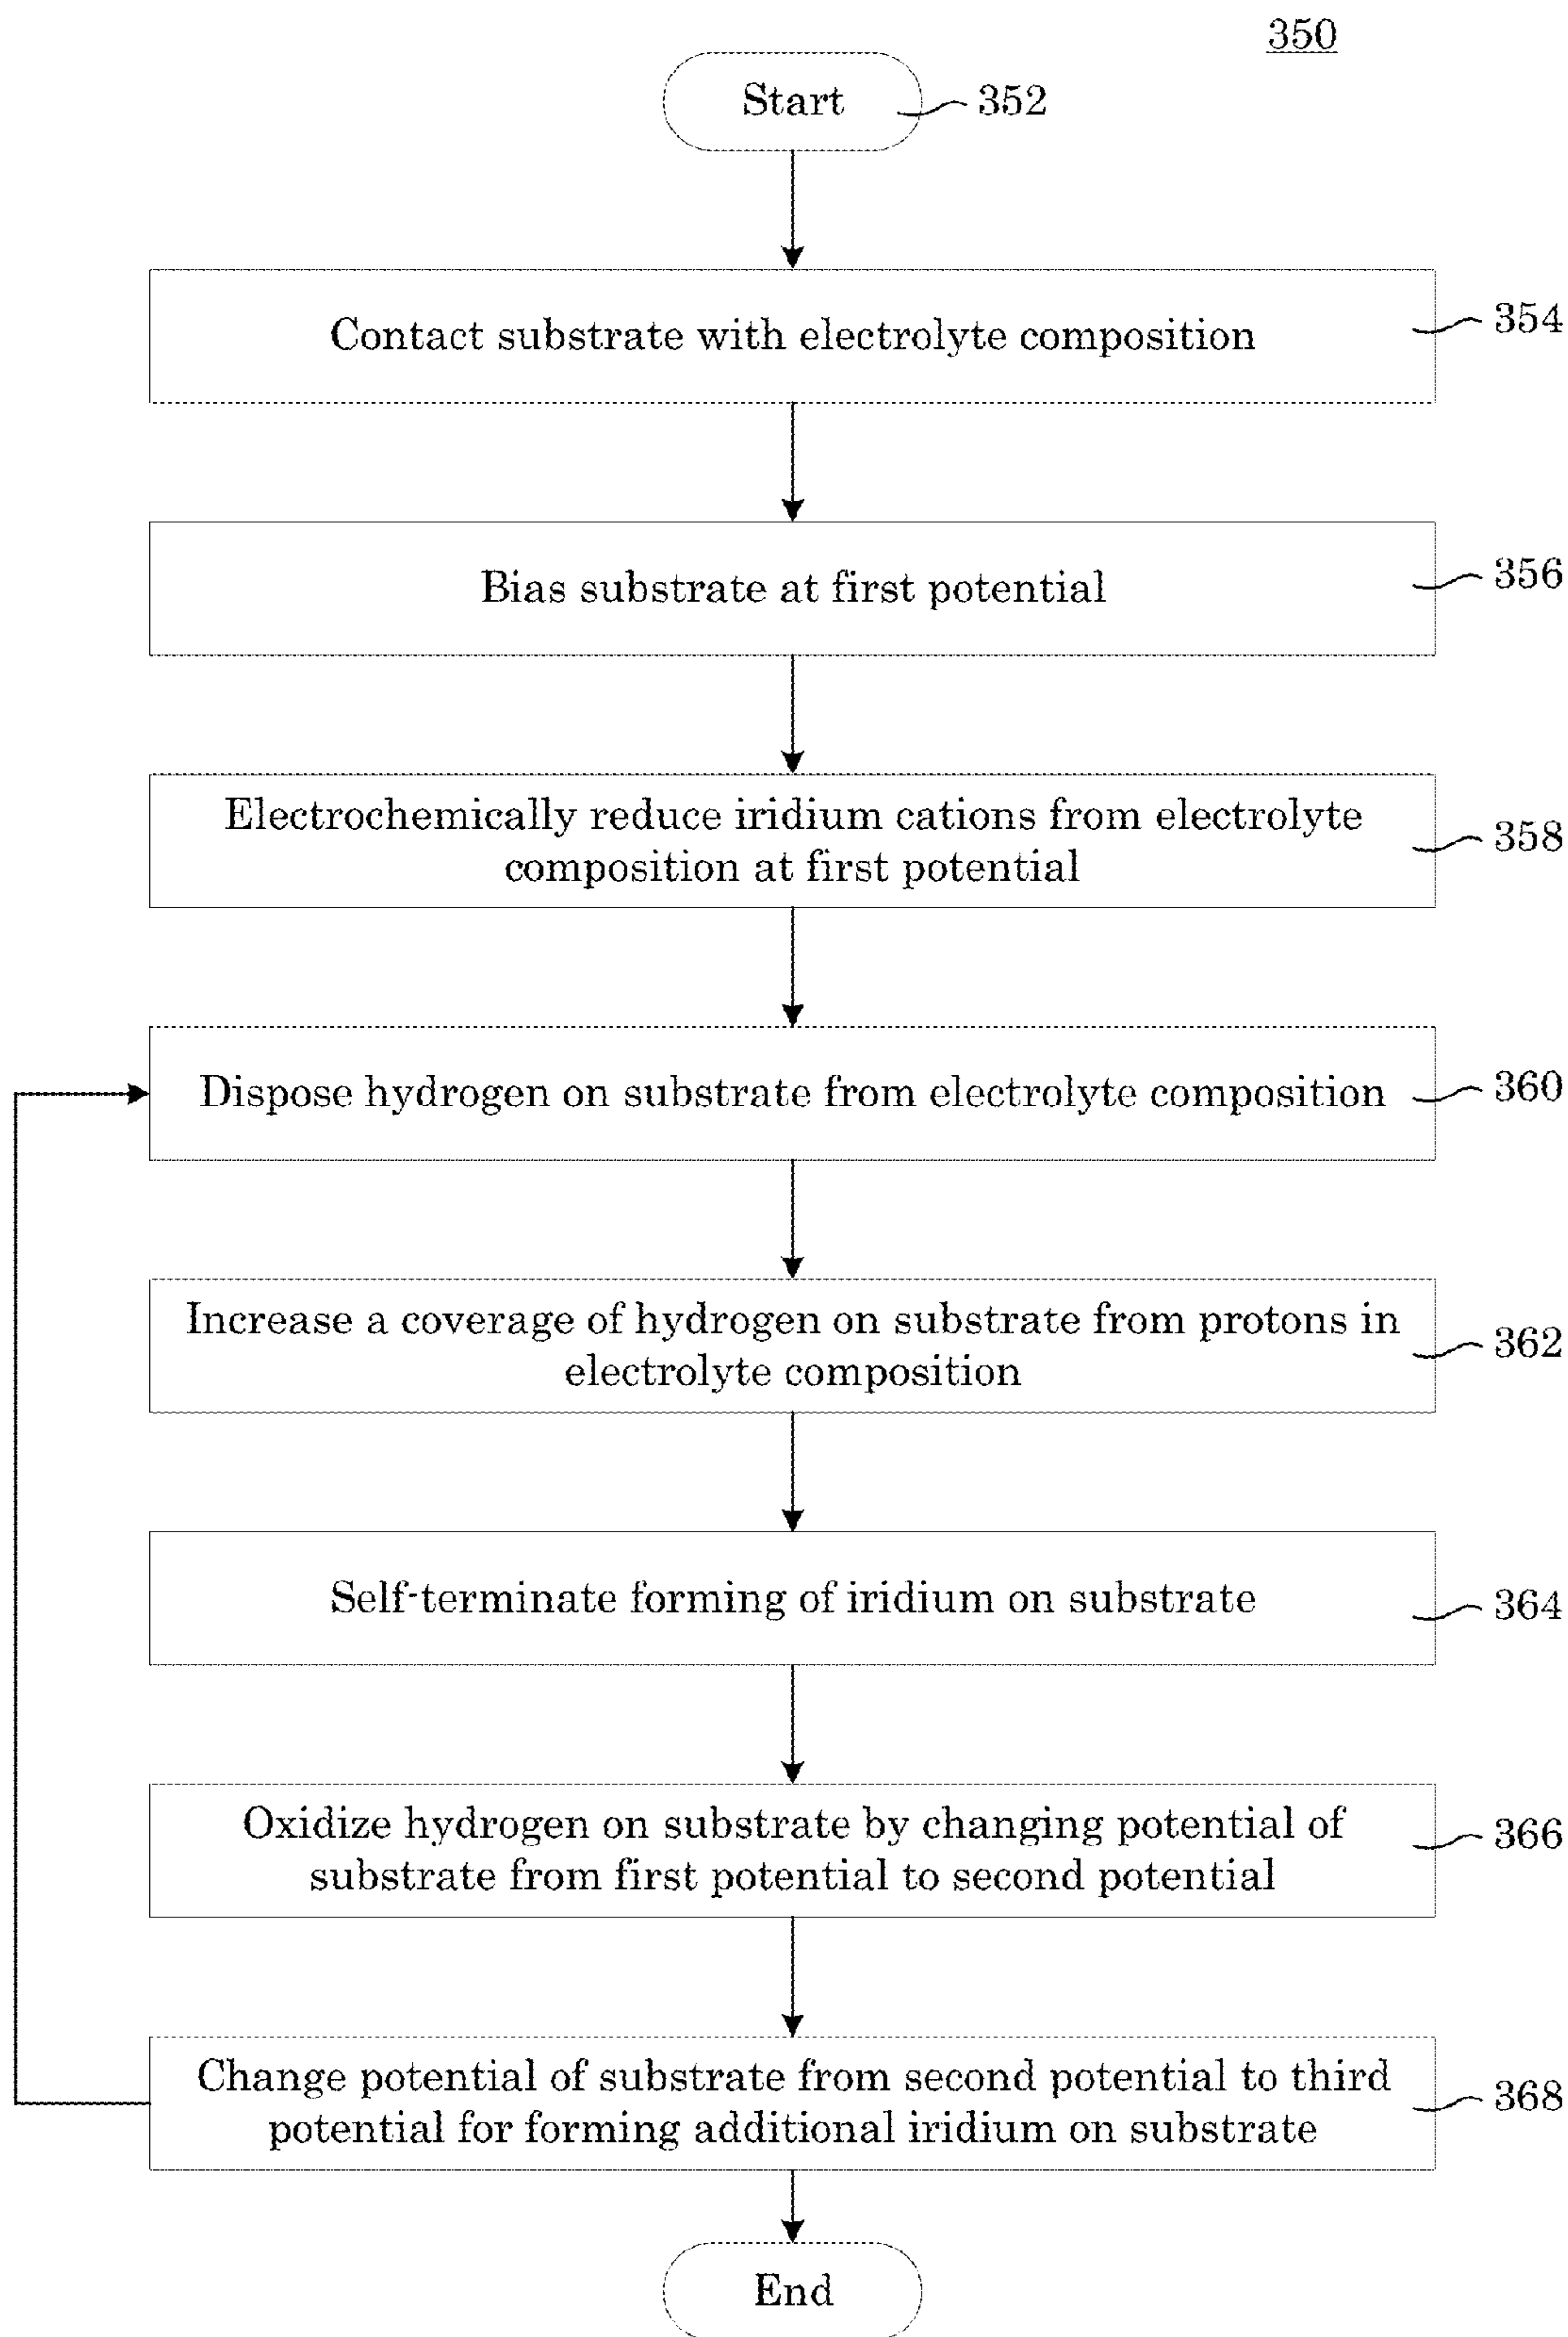 350
Start
352
Contact substrate with electrolyte composition
354
Bias substrate at first potential
356
Electrochemically reduce iridium cations from electrolyte
composition at first potential
358
Dispose hydrogen on substrate from electrolyte composition
360
Increase a coverage of hydrogen on substrate from protons in
electrolyte composition
362
Self-terminate forming of iridium on substrate
364
Oxidize hydrogen on substrate by changing potential of
substrate from first potential to second potential
366
Change potential of substrate from second potential to third
potential for forming additional iridium on substrate
368
End